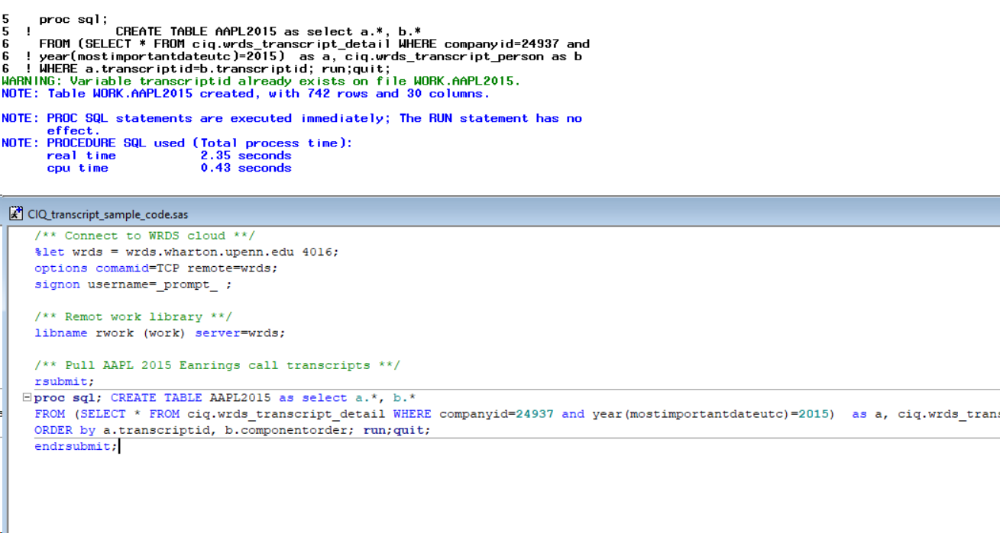 5     proc sql;
5   !           CREATE TABLE AAPL2015 as select a.*, b.*
6     FROM (SELECT * FROM ciq.wrds_transcript_detail WHERE companyid=24937 and
6   ! year(mostimportantdateutc)=2015)  as a, ciq.wrds_transcript_person as b
6   ! WHERE a.transcriptid=b.transcriptid; run;quit;
WARNING: Variable transcriptid already exists on file WORK.AAPL2015.
NOTE: Table WORK.AAPL2015 created, with 742 rows and 30 columns.
NOTE: PROC SQL statements are executed immediately; The RUN statement has no
effect.
NOTE: PROCEDURE SQL used (Total process time):
real time           2.35 seconds
cpu time            0.43 seconds
CIQ_transcript_sample_code.sas
/** Connect to WRDS cloud **/
%let wrds = wrds.wharton.upenn.edu 4016;
options comamid=TCP remote=wrds;
signon username=_prompt_ ;
/** Remot work library **/
libname rwork (work) server=wrds;
/** Pull AAPL 2015 Eanrings call transcripts **/
rsubmit;
proc sql; CREATE TABLE AAPL2015 as select a.*, b.*
FROM (SELECT * FROM ciq.wrds_transcript_detail WHERE companyid=24937 and year(mostimportantdateutc)=2015)  as a, ciq.wrds_trans
ORDER by a.transcriptid, b.componentorder; run;quit;
endrsubmit;